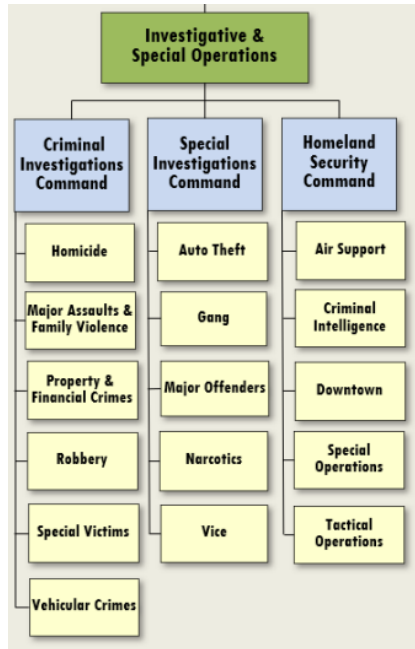 Investigative &
Special Operations
Criminal
Investigations
Command
Special
Investigations
Command
Homeland
Security
Command
Homicide
Major Assaults &
Family Violence
Property &
Financial Crimes
Robbery
Special Victims
Vehicular Crimes
Auto Theft
Gang
Major Offenders
Narcotics
Vice
Air Support
Criminal
Intelligence
Downtown
Special
Operations
Tactical
Operations